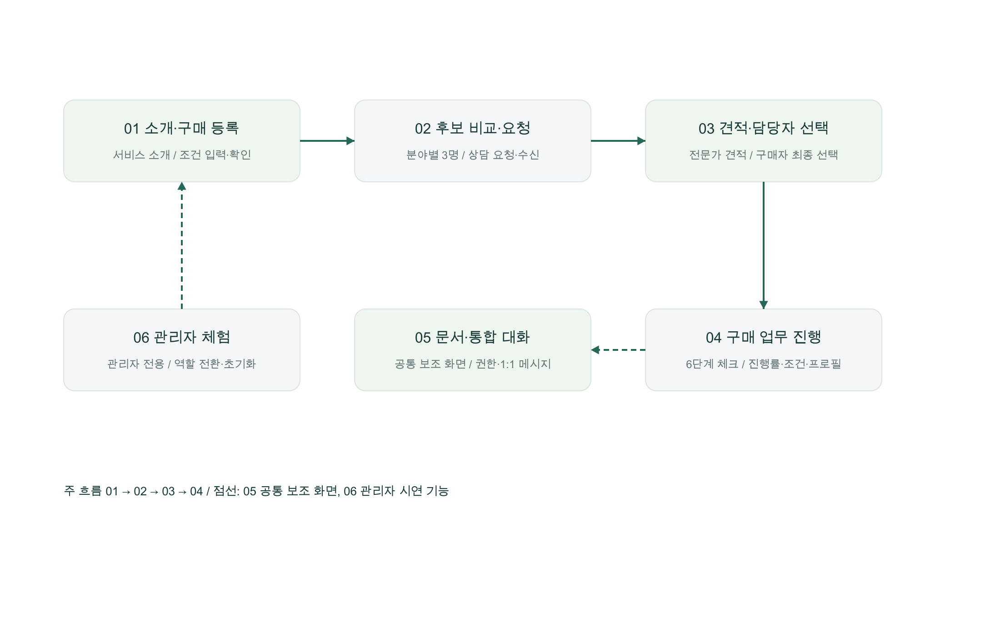 01 소개·구매 등록
서비스 소개 / 조건 입력·확인
02 후보 비교·요청
분야별 3명 / 상담 요청·수신
03 견적·담당자 선택
전문가 견적 / 구매자 최종 선택
06 관리자 체험
관리자 전용 / 역할 전환·초기화
05 문서·통합 대화
공통 보조 화면 / 권한·1:1 메시지
04 구매 업무 진행
6단계 체크 / 진행률·조건·프로필
주 흐름 01 → 02 → 03 → 04 / 점선: 05 공통 보조 화면, 06 관리자 시연 기능